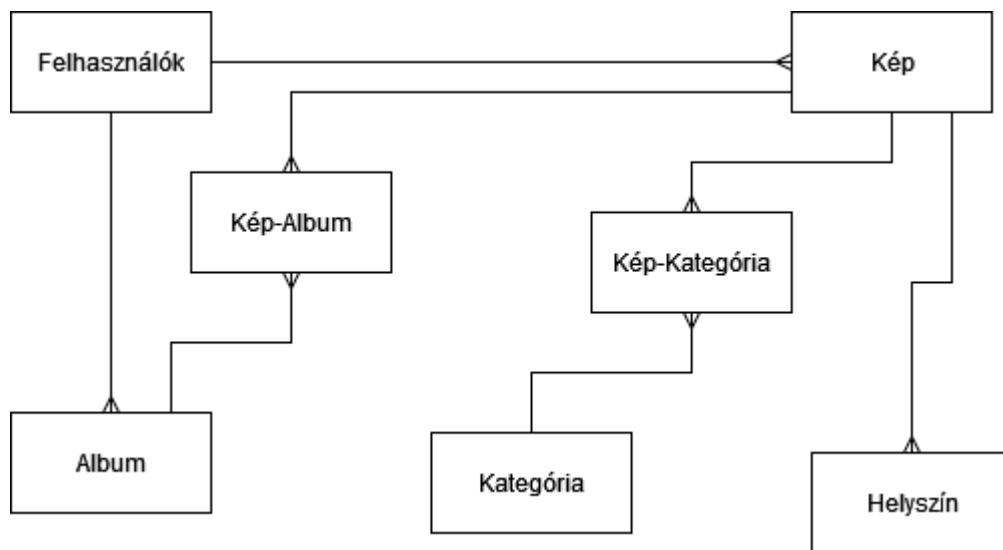 Felhasználók
Kép
Kép-Album
Kép-Kategória
Album
Kategória
Helyszín